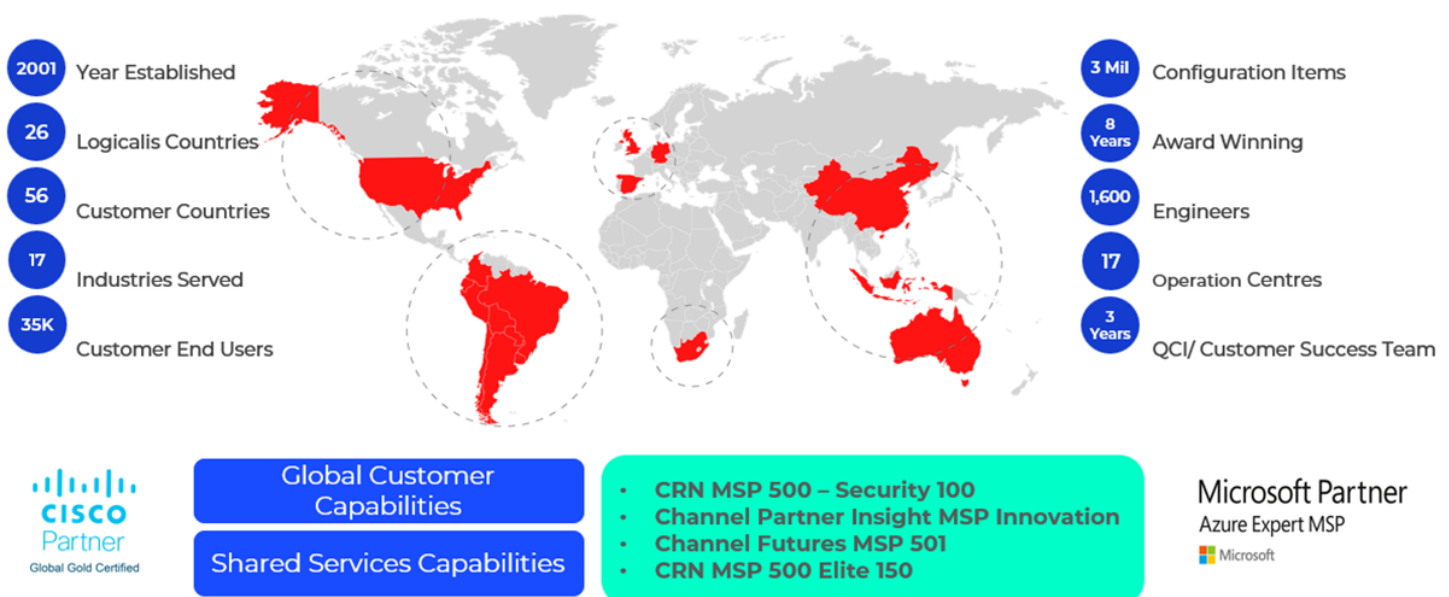 2001 Year Established
26 Logicalis Countries
56 Customer Countries
17 Industries Served
35K Customer End Users
3 Mil Configuration Items
8
Years
Award Winning
1,600 Engineers
17 Operation Centres
3
Years
QCI/ Customer Success Team
CISCO
Partner
Global Gold Certified
Global Customer
Capabilities
Shared Services Capabilities
• CRN MSP 500 – Security 100
• Channel Partner Insight MSP Innovation
• Channel Futures MSP 501
• CRN MSP 500 Elite 150
Microsoft Partner
Azure Expert MSP
Microsoft